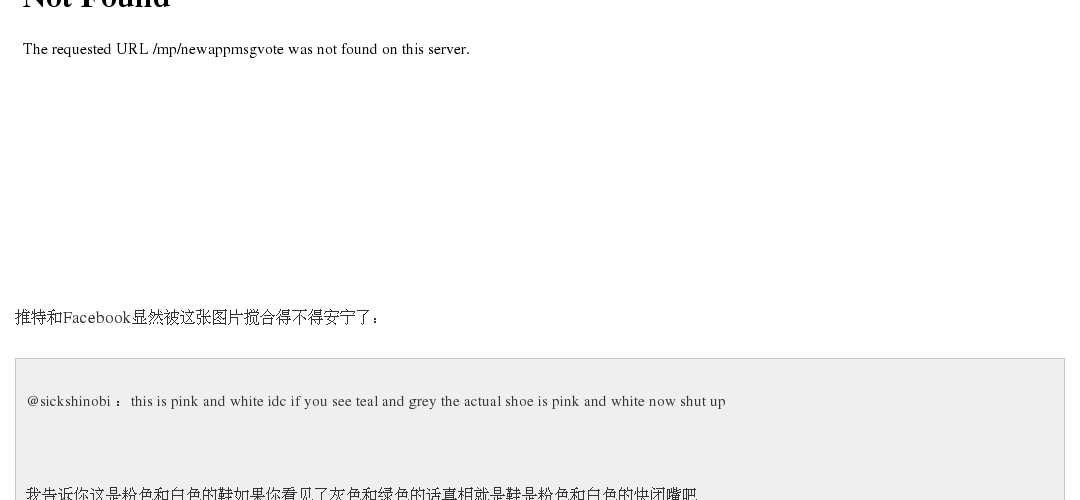 Not Found
The requested URL /mp/newappmsgvote was not found on this server.
推特和Facebook显然被这张图片搅合得不得安宁了：
@sickshinobi ： this is pink and white idc if you see teal and grey the actual shoe is pink and white now shut up
我告诉你这是粉色和白色的鞋如果你看见了灰色和绿色的话真相就是鞋是粉色和白色的快闭嘴吧